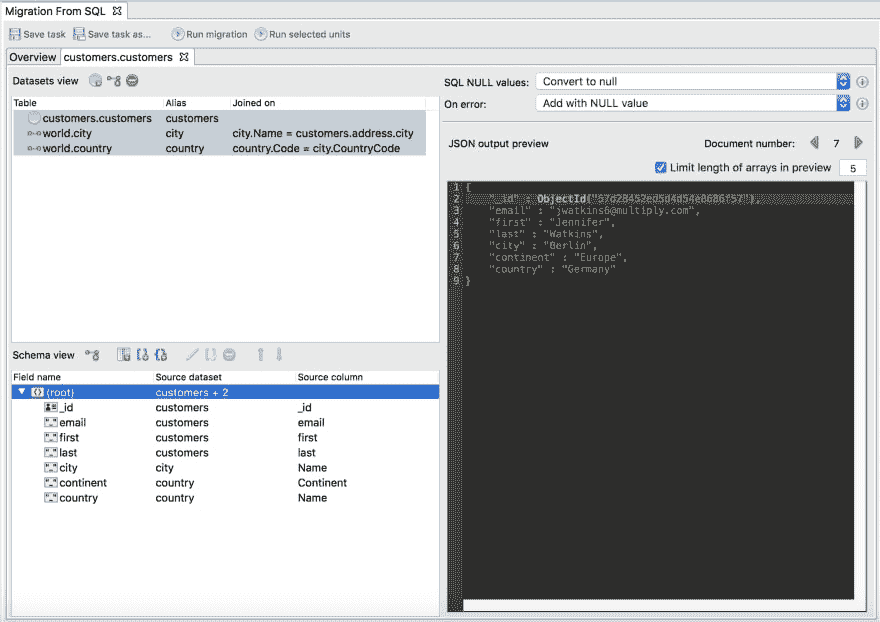 Migration From SQL
Save task Save task as... Run migration Run selected units
Overview customers.customers
Datasets view
Table Alias Joined on
customers.customers customers
world.city city city.Name = customers.address.city
world.country country country.Code = city.CountryCode
Schema view
Field name Source dataset Source column
(root) customers + 2
_id customers _id
email customers email
first customers first
last customers last
city city Name
continent country Continent
country country Name
SQL NULL values: Convert to null
On error: Add with NULL value
JSON output preview Document number: 7
Limit length of arrays in preview 5
1 {
2 "_id" : ObjectId(
3 "email" : "jwatkins6@multiply.com",
4 "first" : "Jennifer",
5 "last" : "Watkins",
6 "city" : "Berlin",
7 "continent" : "Europe",
8 "country" : "Germany"
9 }